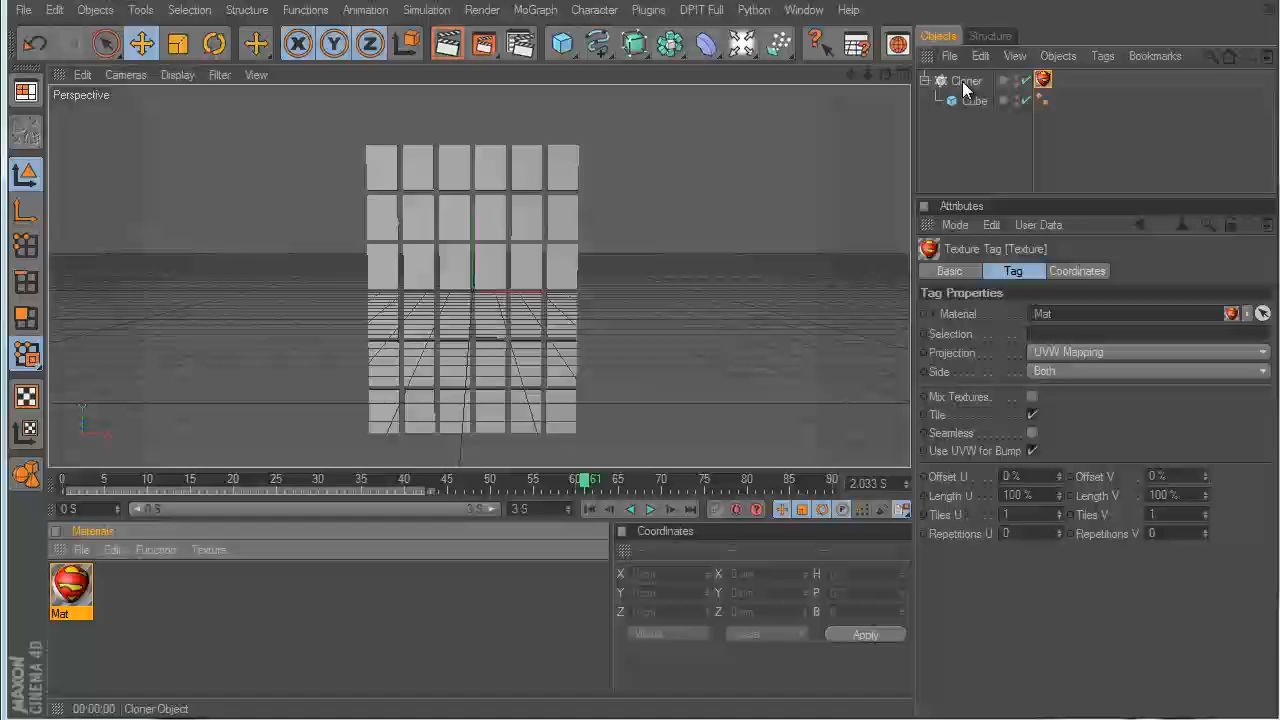 File Objects Tools Selection Structure Functions Animation Simulation Render MoGraph Character Plugins DPIT Full Python Window Help
Objects Structure
File Edit View Objects Tags Bookmarks
Edit Cameras Display Filter View
Cloner
Perspective
Cube
Attributes
Mode Edit User Data
Texture Tag [Texture]
Basic Tag Coordinates
Tag Properties
Material Mat
Selection
Projection UVW Mapping
Side Both
Mix Textures
Tile
Seamless
Use UVW for Bump
Offset U 0 % Offset V 0 %
Length U 100 % Length V 100 %
Tiles U 1 Tiles V 1
Repetitions U 0 Repetitions V 0
0 5 10 15 20 25 30 35 40 45 50 55 60 61 65 70 75 80 85 90 2.033 S
0 S 0 S 3 S 3 S
Materials
File Edit Function Texture
Mat
Coordinates
X X H
Y Y P
Z Z B
Apply
MAXON
CINEMA 4D
00:00:00 Cloner Object